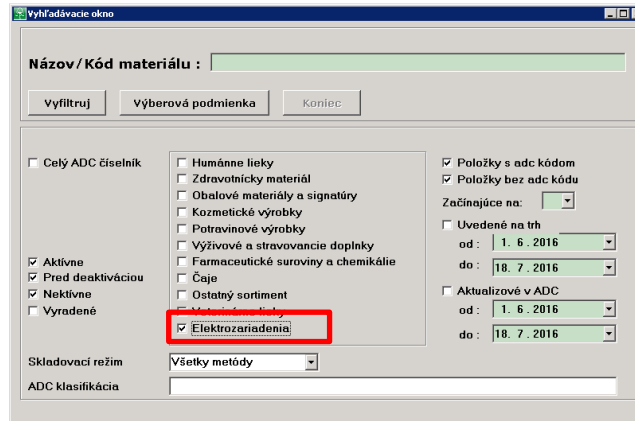 Vyhľadávacie okno
Názov/Kód materiálu :
Vyfiltruj
Výberová podmienka
Koniec
Celý ADC číselník
Aktívne
Pred deaktiváciou
Nektívne
Vyradené
Humánne lieky
Zdravotnícky materiál
Obalové materiály a signatúry
Kozmetické výrobky
Potravinové výrobky
Výživové a stravovancie doplnky
Farmaceutické suroviny a chemikálie
Čaje
Ostatný sortiment
Veterinárne lieky
Elektrozariadenia
Položky s adc kódom
Položky bez adc kódu
Začínajúce na:
Uvedené na trh
od : 1. 6 . 2016
do : 18. 7 . 2016
Aktualizové v ADC
od : 1. 6 . 2016
do : 18. 7 . 2016
Skladovací režim Všetky metódy
ADC klasifikácia